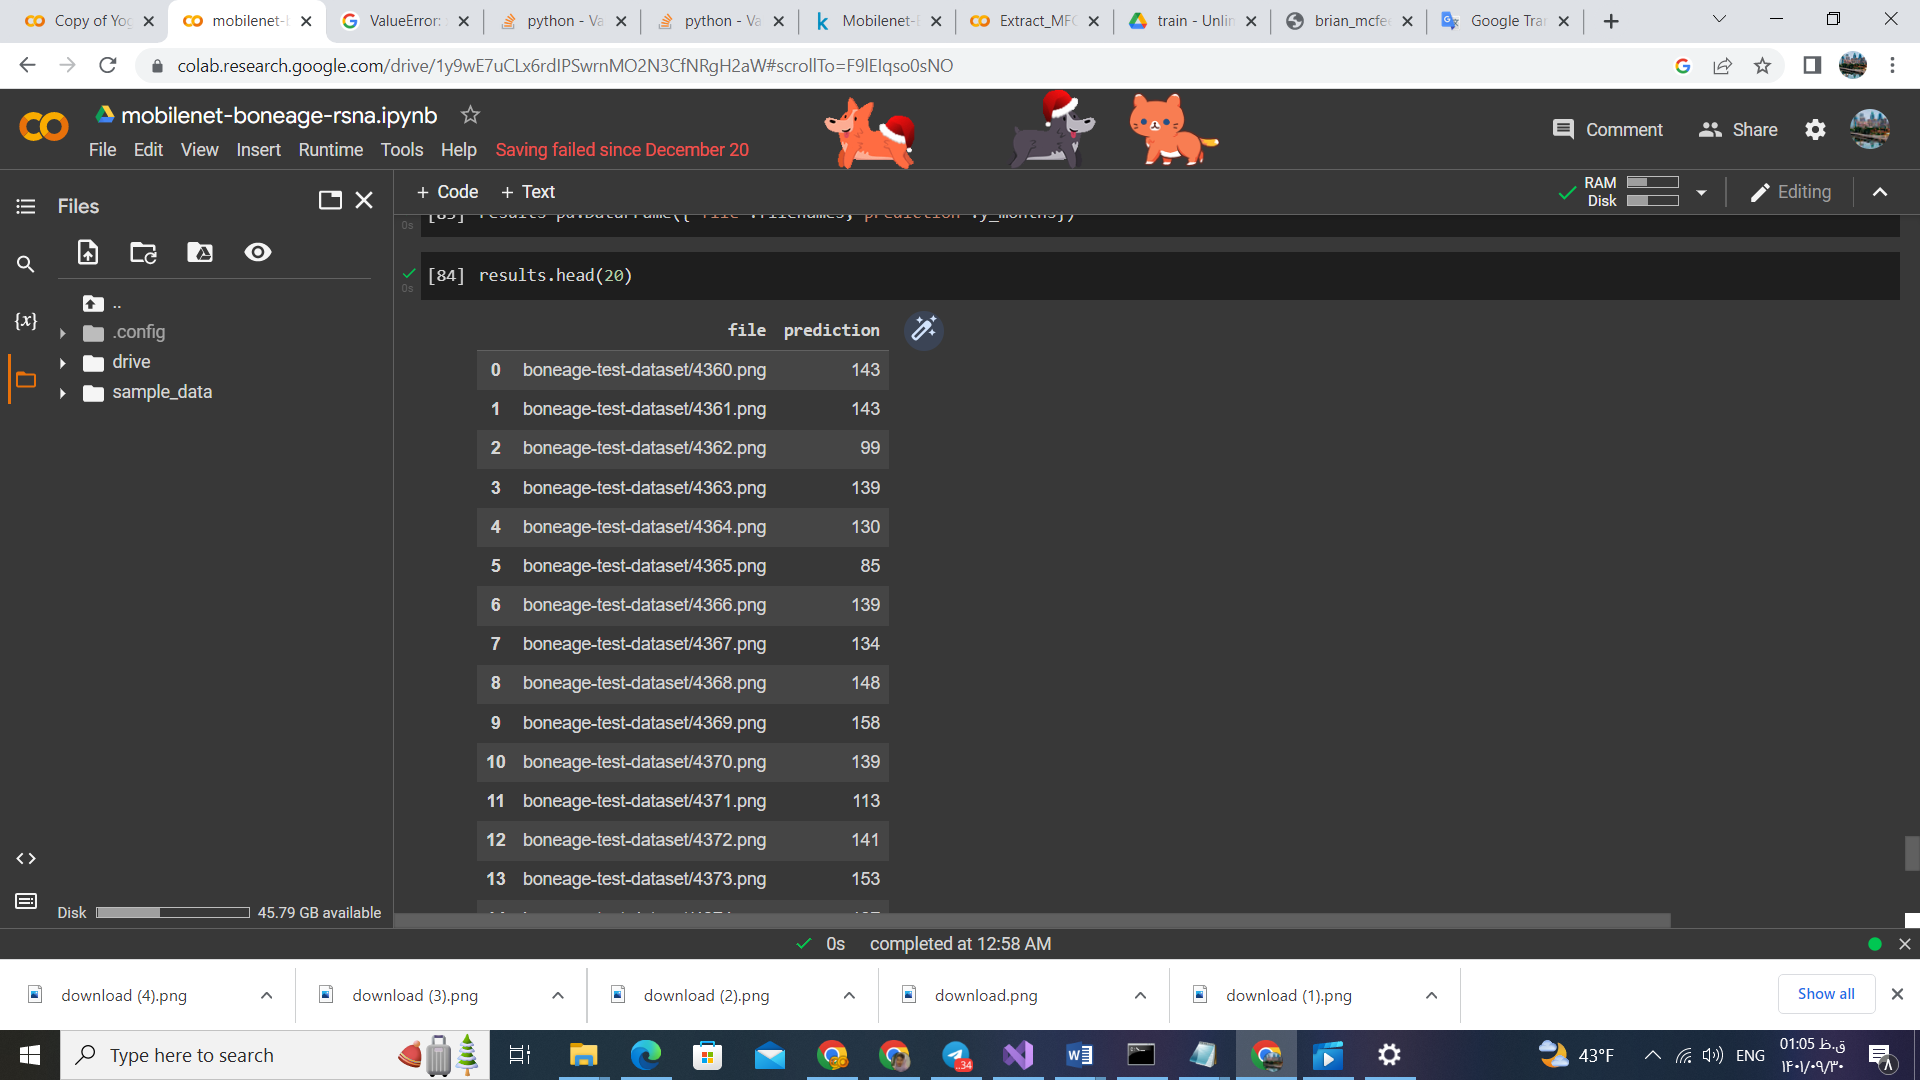 Copy of Yog
mobilenet-b
ValueError:
python - Va
python - Va
Mobilenet-
Extract_MFC
train - Unlin
brian_mcfe
Google Tra
colab.research.google.com/drive/1y9wE7uCLx6rdIPSwrnMO2N3CfNRgH2aW#scrollTo=F9lEIqso0sNO
mobilenet-boneage-rsna.ipynb
Comment
Share
File Edit View Insert Runtime Tools Help Saving failed since December 20
Files
+ Code + Text
RAM
Disk
Editing
[84] results.head(20)
0s
0s
..
.config
drive
sample_data
{x}
file prediction
0 boneage-test-dataset/4360.png 143
1 boneage-test-dataset/4361.png 143
2 boneage-test-dataset/4362.png 99
3 boneage-test-dataset/4363.png 139
4 boneage-test-dataset/4364.png 130
5 boneage-test-dataset/4365.png 85
6 boneage-test-dataset/4366.png 139
7 boneage-test-dataset/4367.png 134
8 boneage-test-dataset/4368.png 148
9 boneage-test-dataset/4369.png 158
10 boneage-test-dataset/4370.png 139
11 boneage-test-dataset/4371.png 113
12 boneage-test-dataset/4372.png 141
13 boneage-test-dataset/4373.png 153
Disk 45.79 GB available
0s completed at 12:58 AM
download (4).png
download (3).png
download (2).png
download.png
download (1).png
Show all
Type here to search
..34
43°F
ENG
01:05 ق.ظ
۱۴۰۱/۰۹/۳۰
۸